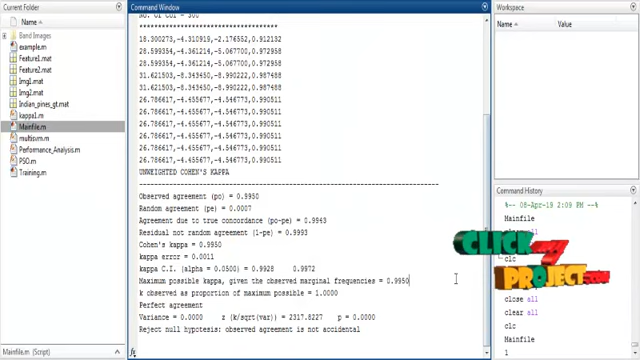 Current Folder
Name
Band Images
example.m
Feature1.mat
Feature2.mat
Img1.mat
Img2.mat
Indian_pines_gt.mat
kappa1.m
Mainfile.m
multisvm.m
Performance_Analysis.m
PSO.m
Training.m
Mainfile.m (Script)
Command Window
****************************************
18.300273,-4.310919,-2.071221,0.912132
28.599354,-4.361214,-5.067700,0.972958
28.599354,-4.361214,-5.067700,0.972958
31.621503,-8.343450,-8.990222,0.987488
31.621503,-8.343450,-8.990222,0.987488
26.786617,-4.455677,-4.546773,0.990511
26.786617,-4.455677,-4.546773,0.990511
26.786617,-4.455677,-4.546773,0.990511
26.786617,-4.455677,-4.546773,0.990511
26.786617,-4.455677,-4.546773,0.990511
26.786617,-4.455677,-4.546773,0.990511
UNWEIGHTED COHEN'S KAPPA
Observed agreement (po) = 0.9950
Random agreement (pe) = 0.0007
Agreement due to true concordance (po-pe) = 0.9943
Residual not random agreement (1-pe) = 0.9993
Cohen's kappa = 0.9950
kappa error = 0.0011
kappa C.I. (alpha = 0.0500) = 0.9928 0.9972
Maximum possible kappa, given the observed marginal frequencies = 0.9950
k observed as proportion of maximum possible = 1.0000
Perfect agreement
Variance = 0.0000 z (k/sqrt(var)) = 2317.8227 p = 0.0000
Reject null hypotesis: observed agreement is not accidental
Workspace
Name Value
Command History
%-- 08-Apr-19 2:09 PM --%
Mainfile
clc
close all
clear all
clc
Mainfile
1
CLICK MY
PROJECT